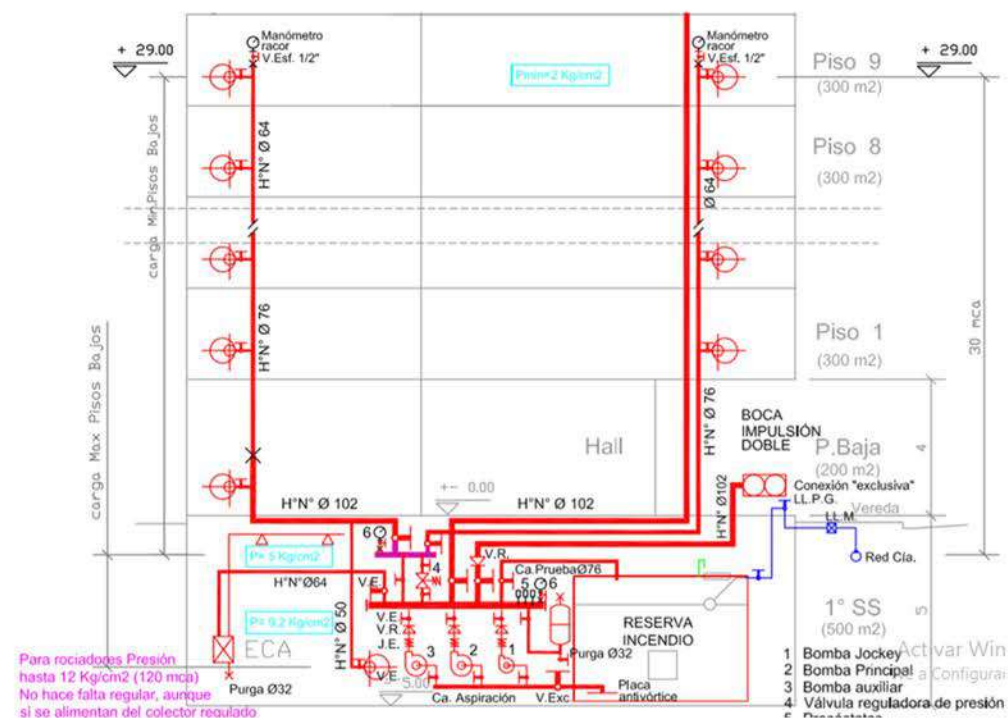 Manómetro
racor
V.Esf. 1/2"
+ 29.00
Pmin=2 Kg/cm2
Manómetro
racor
V.Esf. 1/2"
+ 29.00
Piso 9
(300 m2)
H°N° Ø 64
Ø 64
Piso 8
(300 m2)
carga Min.Pisos Bajos
carga Max Pisos Bajos
H°N° Ø 76
H°N° Ø 76
30 mca
Piso 1
(300 m2)
BOCA
IMPULSIÓN
DOBLE
Hall
P.Baja
(200 m2)
4
Conexión "exclusiva"
LL.P.G.
Vereda
LL.M.
Red Cía.
+- 0.00
H°N° Ø 102
H°N° Ø 102
H°N° Ø102
6
P= 5 Kg/cm2
4
V.R.
Ca.PruebaØ76
5
6
H°N°Ø64
V.E.
P= 9.2 Kg/cm2
H°N° Ø 50
V.E.
V.R.
J.E.
V.E.
3
2
1
RESERVA
INCENDIO
1° SS
(500 m2)
5
ECA
Purga Ø32
Purga Ø32
- 5.00
Ca. Aspiración
V.Exc
Placa
antivórtice
Para rociadores Presión
hasta 12 Kg/cm2 (120 mca)
No hace falta regular, aunque
si se alimentan del colector regulado
1 Bomba Jockey
2 Bomba Principal
3 Bomba auxiliar
4 Válvula reguladora de presión
5 Presóstatos
Activar Win
e a Configurar